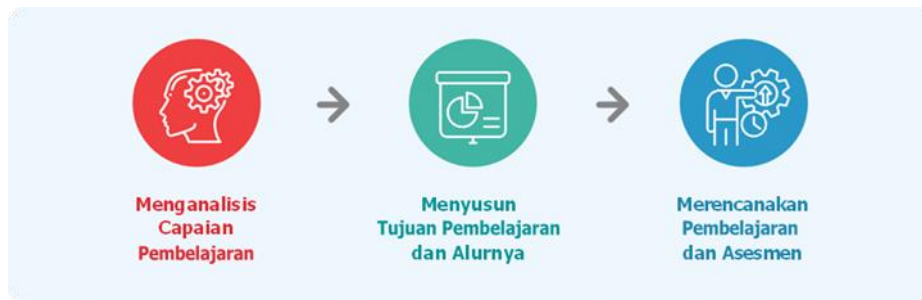 Menganalisis
Capaian
Pembelajaran
Menyusun
Tujuan Pembelajaran
dan Alurnya
Merencanakan
Pembelajaran
dan Asesmen